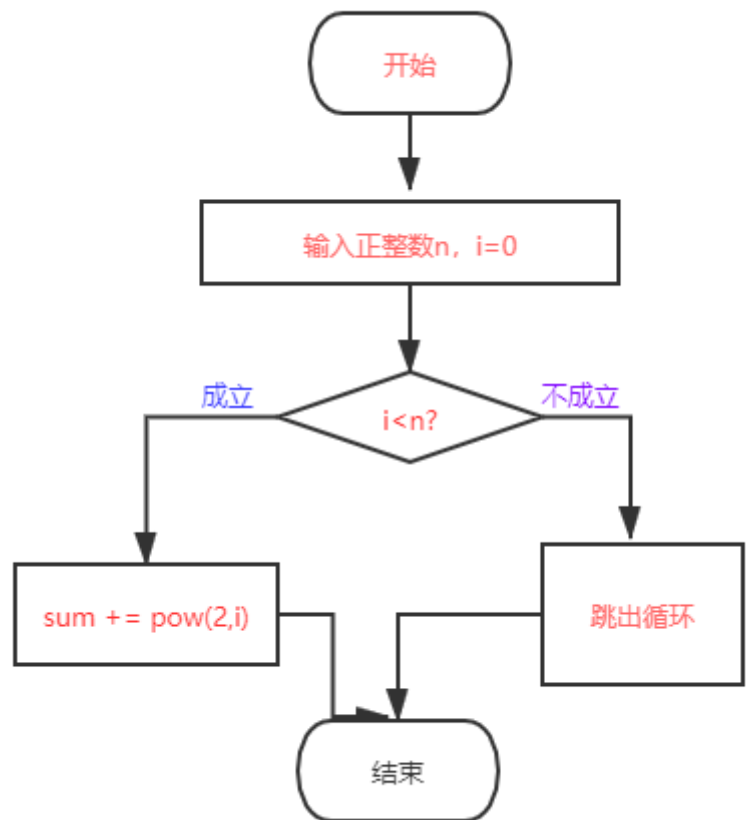 开始
输入正整数n，i=0
成立
i<n?
不成立
sum += pow(2,i)
跳出循环
结束